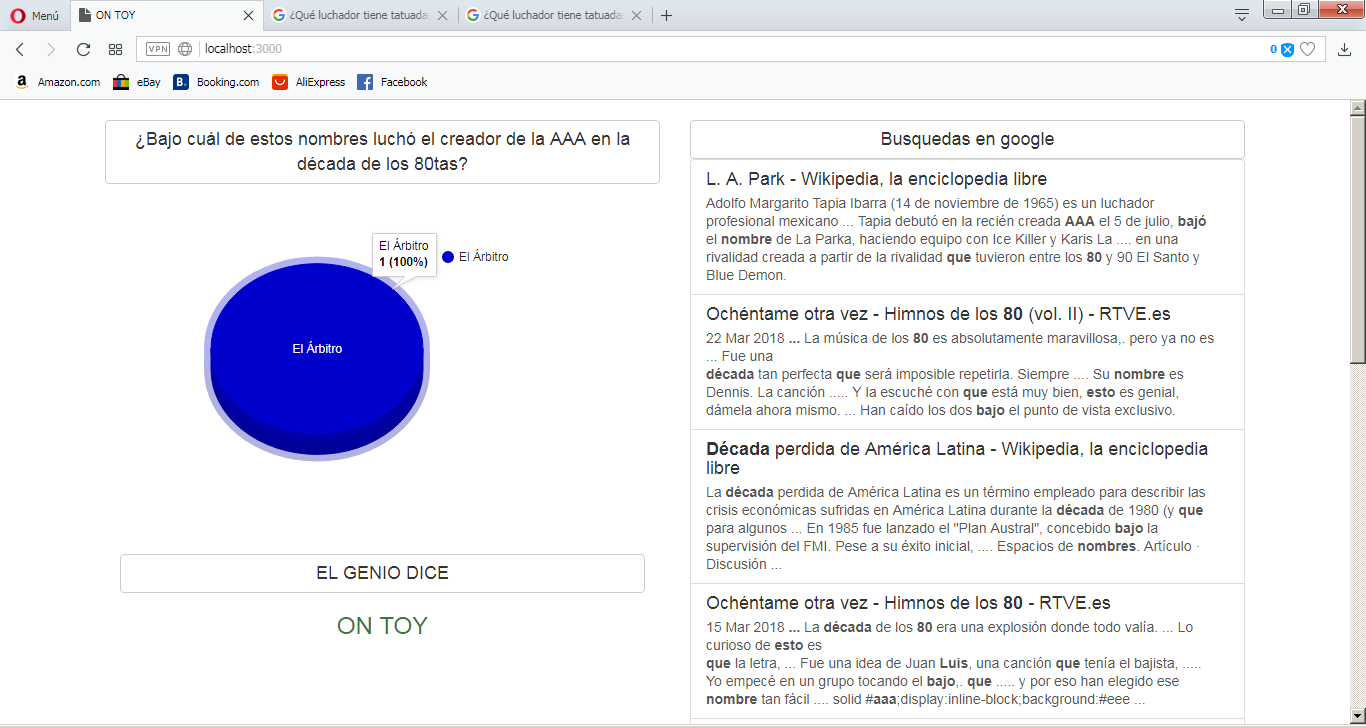 Menú
ON TOY
¿Qué luchador tiene tatuada
¿Qué luchador tiene tatuada
VPN
localhost:3000
0
Amazon.com
eBay
Booking.com
AliExpress
Facebook
¿Bajo cuál de estos nombres luchó el creador de la AAA en la
década de los 80tas?
El Árbitro
1 (100%)
El Árbitro
El Árbitro
EL GENIO DICE
ON TOY
Busquedas en google
L. A. Park - Wikipedia, la enciclopedia libre
Adolfo Margarito Tapia Ibarra (14 de noviembre de 1965) es un luchador
profesional mexicano ... Tapia debutó en la recién creada AAA el 5 de julio, bajó
el nombre de La Parka, haciendo equipo con Ice Killer y Karis La .... en una
rivalidad creada a partir de la rivalidad que tuvieron entre los 80 y 90 El Santo y
Blue Demon.
Ochéntame otra vez - Himnos de los 80 (vol. II) - RTVE.es
22 Mar 2018 ... La música de los 80 es absolutamente maravillosa,. pero ya no es
... Fue una
década tan perfecta que será imposible repetirla. Siempre .... Su nombre es
Dennis. La canción ..... Y la escuché con que está muy bien, esto es genial,
dámela ahora mismo. ... Han caído los dos bajo el punto de vista exclusivo.
Década perdida de América Latina - Wikipedia, la enciclopedia
libre
La década perdida de América Latina es un término empleado para describir las
crisis económicas sufridas en América Latina durante la década de 1980 (y que
para algunos ... En 1985 fue lanzado el "Plan Austral", concebido bajo la
supervisión del FMI. Pese a su éxito inicial, .... Espacios de nombres. Artículo ·
Discusión ...
Ochéntame otra vez - Himnos de los 80 - RTVE.es
15 Mar 2018 ... La década de los 80 era una explosión donde todo valía. ... Lo
curioso de esto es
que la letra, ... Fue una idea de Juan Luis, una canción que tenía el bajista, .....
Yo empecé en un grupo tocando el bajo,. que ..... y por eso han elegido ese
nombre tan fácil .... solid #aaa;display:inline-block;background:#eee ...